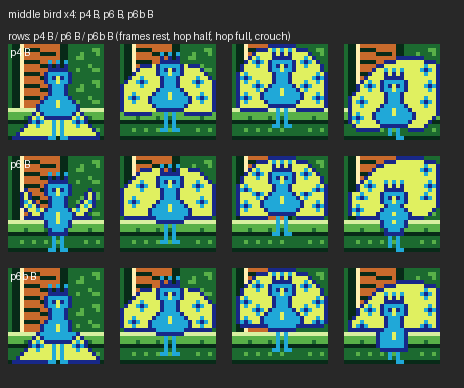 middle bird x4: p4 B, p6 B, p6b B
rows: p4 B / p6 B / p6b B (frames rest, hop half, hop full, crouch)
p4 B
p6 B
p6b B